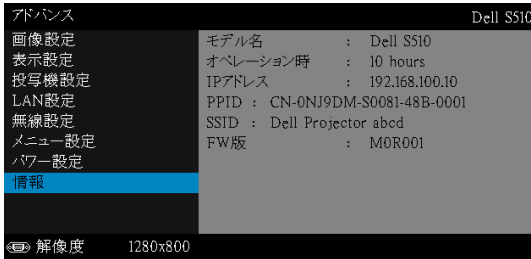 アドバンス Dell S510
画像設定
表示設定
投写機設定
LAN設定
無線設定
メニュー設定
パワー設定
情報
モデル名 : Dell S510
オペレーション時 : 10 hours
IPアドレス : 192.168.100.10
PPID : CN-0NJ9DM-S0081-48B-0001
SSID : Dell Projector abcd
FW版 : M0R001
解像度 1280x800